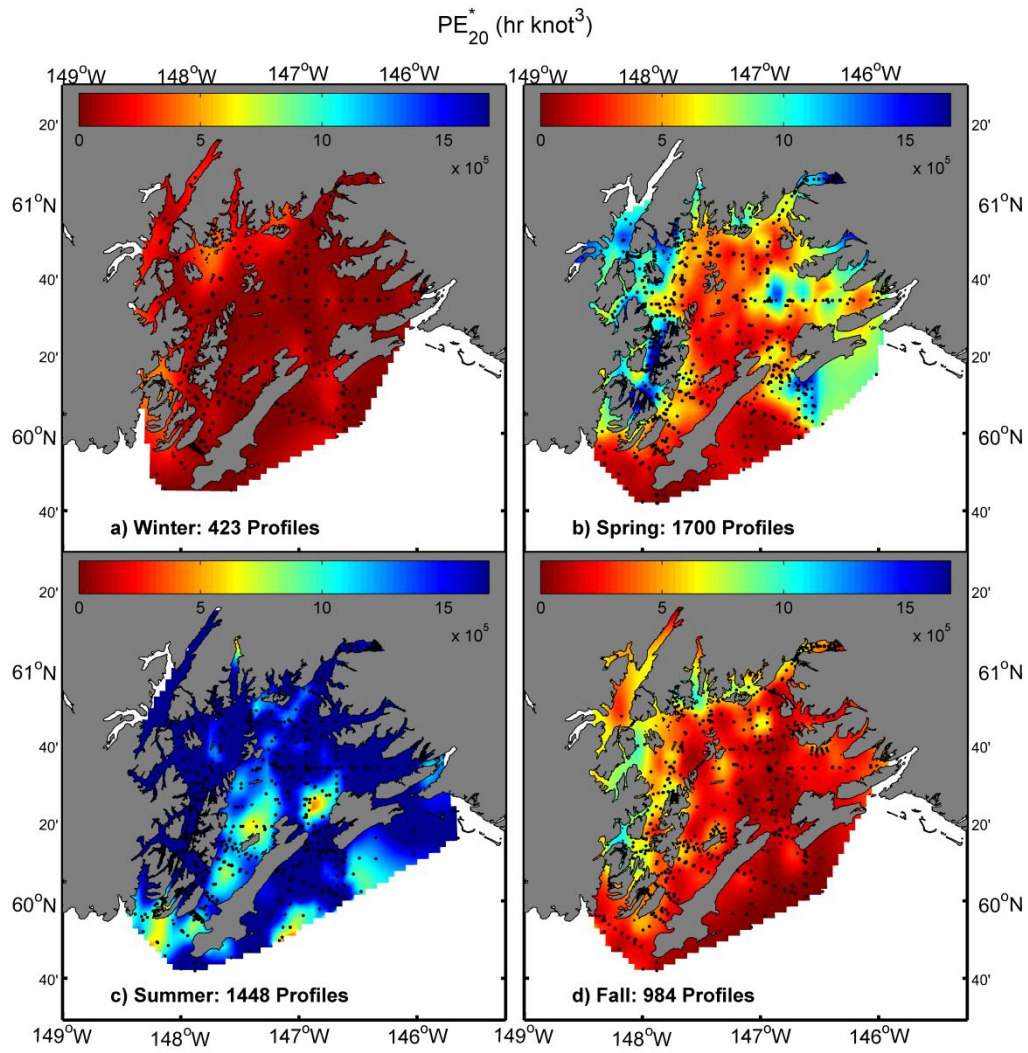 PE*20 (hr knot3)
149oW 148oW 147oW 146oW 149oW 148oW 147oW 146oW
20' 0 5 10 15 0 5 10 15 20'
x 10^5 x 10^5
61oN 61oN
40' 40'
20' 20'
60oN 60oN
40' 40'
a) Winter: 423 Profiles b) Spring: 1700 Profiles
20' 0 5 10 15 0 5 10 15 20'
x 10^5 x 10^5
61oN 61oN
40' 40'
20' 20'
60oN 60oN
40' 40'
c) Summer: 1448 Profiles d) Fall: 984 Profiles
149oW 148oW 147oW 146oW 149oW 148oW 147oW 146oW